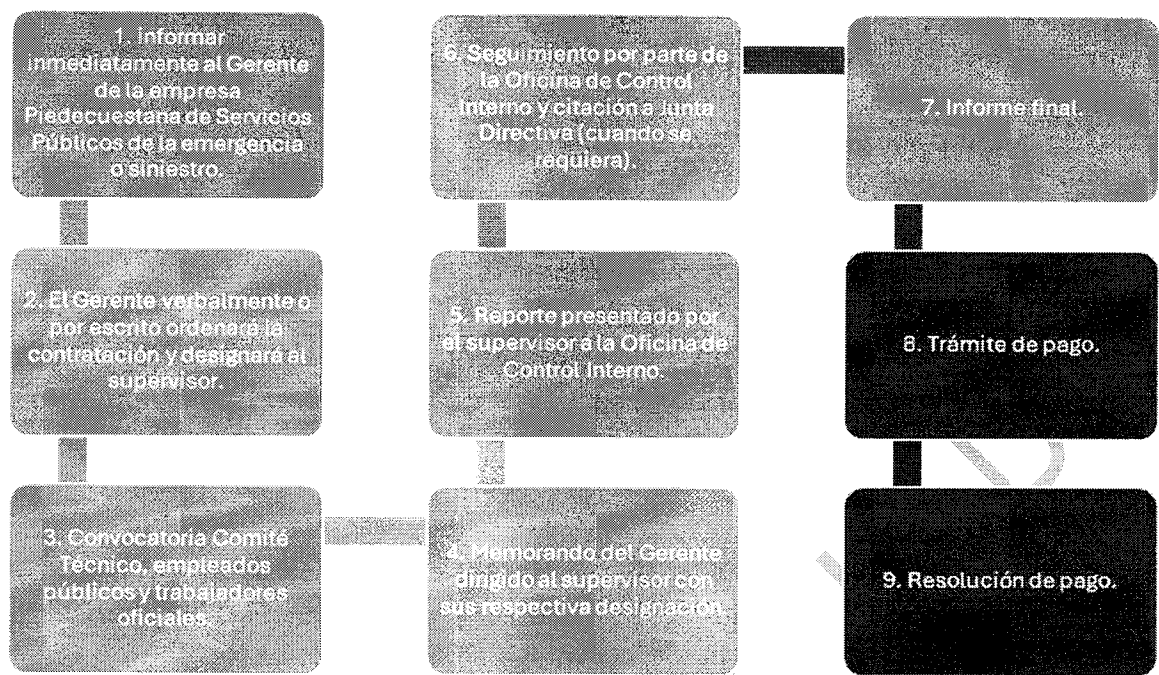 1. Informar
inmediatamente al Gerente
de la empresa
Piedecuestana de Servicios
Públicos de la emergencia
o siniestro.
2. El Gerente verbalmente o
por escrito ordenará la
contratación y designará al
supervisor.
3. Convocatoria Comité
Técnico, empleados
públicos y trabajadores
oficiales.
4. Memorando del Gerente
dirigido al supervisor con
sus respectiva designación.
5. Reporte presentado por
el supervisor a la Oficina de
Control Interno.
6. Seguimiento por parte de
la Oficina de Control
Interno y citación a Junta
Directiva (cuando se
requiera).
7. Informe final.
8. Trámite de pago.
9. Resolución de pago.